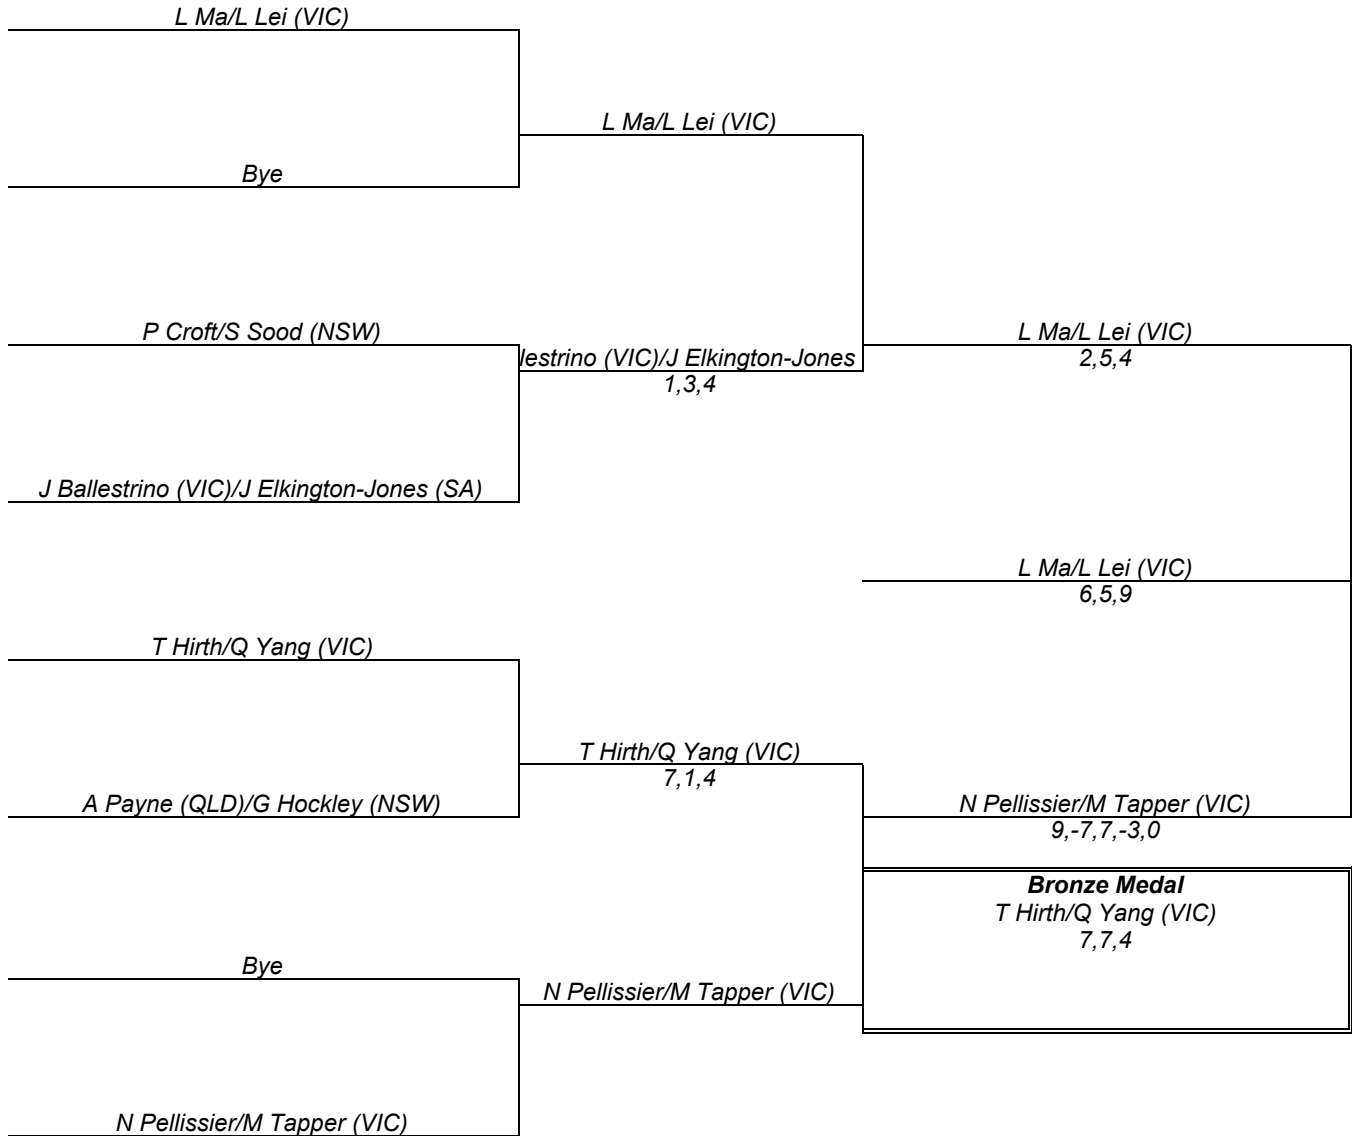 L Ma/L Lei (VIC)
L Ma/L Lei (VIC)
Bye
P Croft/S Sood (NSW)
L Ma/L Lei (VIC)
lestrino (VIC)/J Elkington-Jones
2,5,4
1,3,4
J Ballestrino (VIC)/J Elkington-Jones (SA)
L Ma/L Lei (VIC)
6,5,9
T Hirth/Q Yang (VIC)
T Hirth/Q Yang (VIC)
7,1,4
A Payne (QLD)/G Hockley (NSW)
N Pellissier/M Tapper (VIC)
9,-7,7,-3,0
Bronze Medal
T Hirth/Q Yang (VIC)
7,7,4
Bye
N Pellissier/M Tapper (VIC)
N Pellissier/M Tapper (VIC)